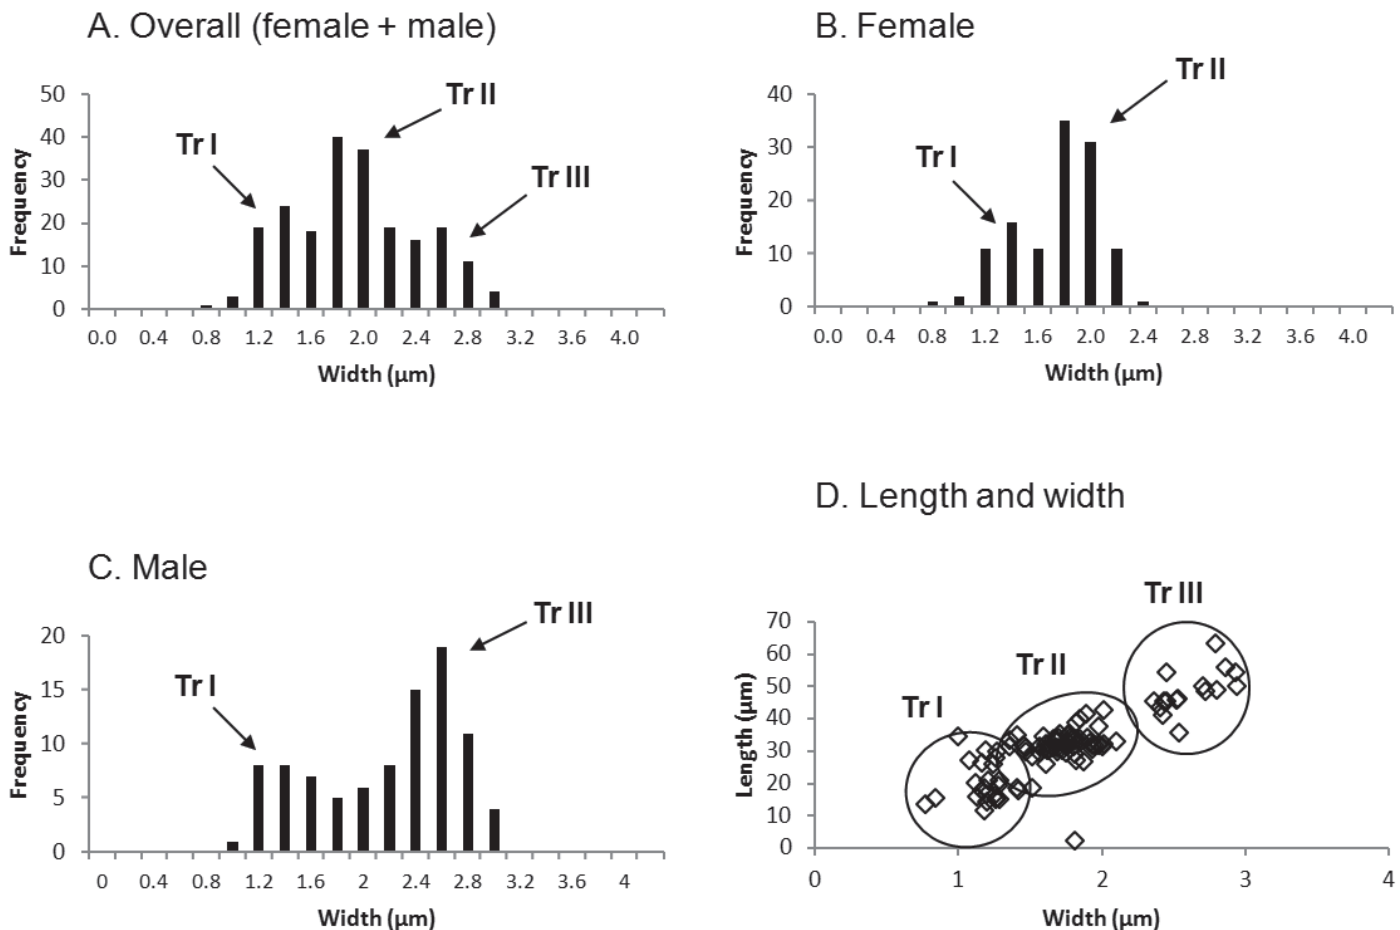 A. Overall (female + male)
Tr I
Tr II
Tr III
Frequency
50
40
30
20
10
0
0.0 0.4 0.8 1.2 1.6 2.0 2.4 2.8 3.2 3.6 4.0
Width (µm)
B. Female
Tr I
Tr II
Frequency
40
30
20
10
0
0.0 0.4 0.8 1.2 1.6 2.0 2.4 2.8 3.2 3.6 4.0
Width (µm)
C. Male
Tr I
Tr III
Frequency
20
15
10
5
0
0 0.4 0.8 1.2 1.6 2 2.4 2.8 3.2 3.6 4
Width (µm)
D. Length and width
Tr I
Tr II
Tr III
Length (µm)
70
60
50
40
30
20
10
0
0 1 2 3 4
Width (µm)